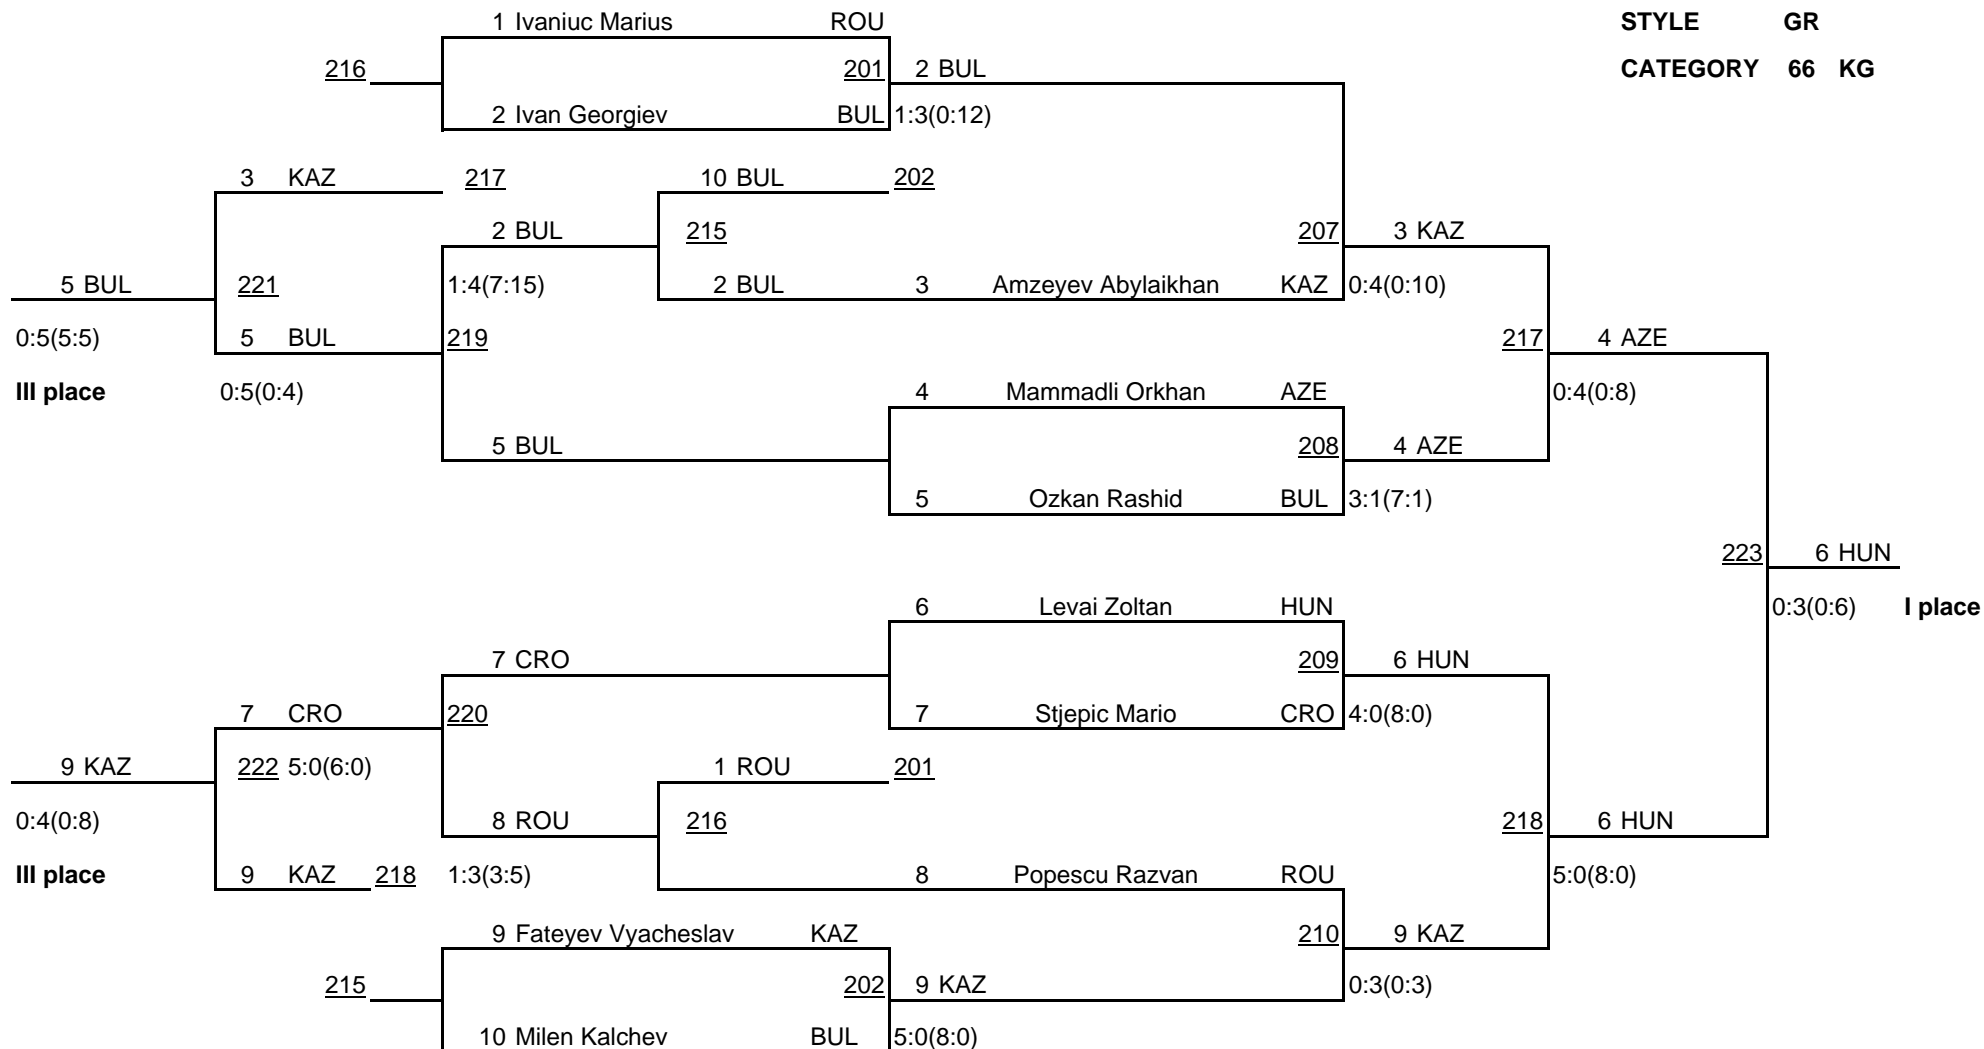 1 Ivaniuc Marius ROU STYLE GR
216 201 2 BUL CATEGORY 66 KG
2 Ivan Georgiev BUL 1:3(0:12)
3 KAZ 217 10 BUL 202
2 BUL 215 207 3 KAZ
5 BUL 221 1:4(7:15) 2 BUL 3 Amzeyev Abylaikhan KAZ 0:4(0:10)
0:5(5:5) 5 BUL 219 217 4 AZE
III place 0:5(0:4) 4 Mammadli Orkhan AZE 0:4(0:8)
5 BUL 208 4 AZE
5 Ozkan Rashid BUL 3:1(7:1)
223 6 HUN
6 Levai Zoltan HUN 0:3(0:6) I place
7 CRO 209 6 HUN
7 CRO 220 7 Stjepic Mario CRO 4:0(8:0)
9 KAZ 222 5:0(6:0) 1 ROU 201
0:4(0:8) 8 ROU 216 218 6 HUN
III place 9 KAZ 218 1:3(3:5) 8 Popescu Razvan ROU 5:0(8:0)
9 Fateyev Vyacheslav KAZ 210 9 KAZ
215 202 9 KAZ 0:3(0:3)
10 Milen Kalchev BUL 5:0(8:0)